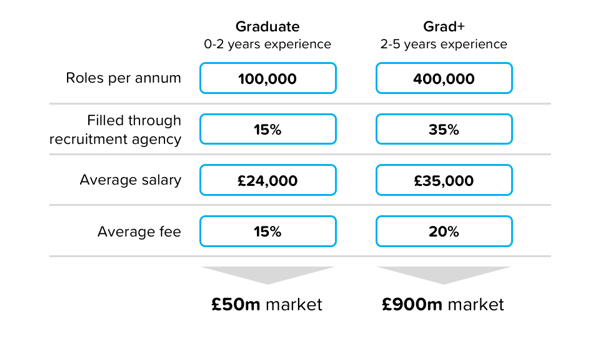 Graduate
0-2 years experience
Grad+
2-5 years experience
Roles per annum
100,000
400,000
Filled through
recruitment agency
15%
35%
Average salary
£24,000
£35,000
Average fee
15%
20%
£50m market
£900m market